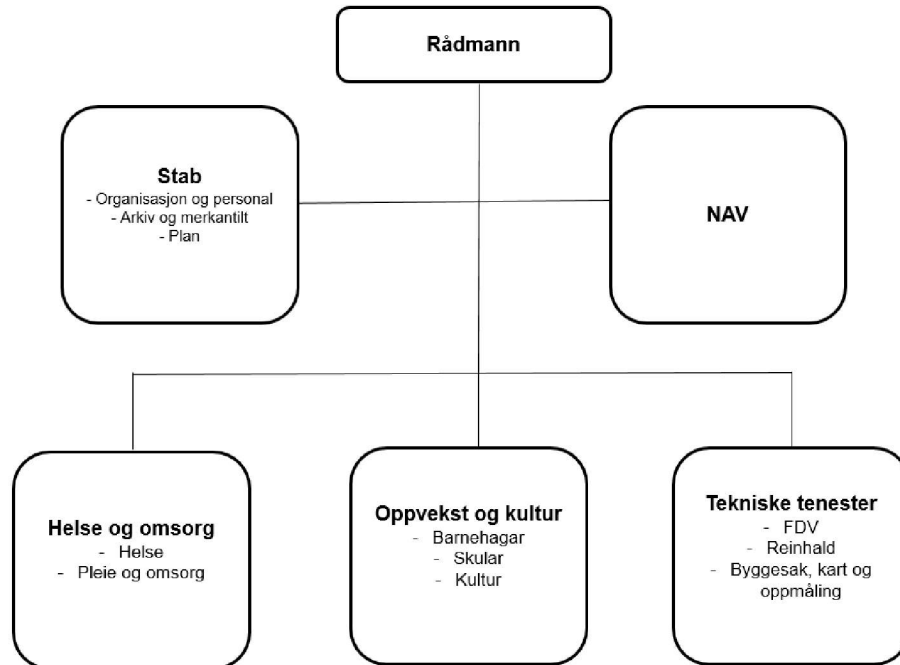 Rådmann
Stab
- Organisasjon og personal
- Arkiv og merkantilt
- Plan
NAV
Helse og omsorg
- Helse
- Pleie og omsorg
Oppvekst og kultur
- Barnehagar
- Skular
- Kultur
Tekniske tenester
- FDV
- Reinhald
- Byggesak, kart og
oppmåling